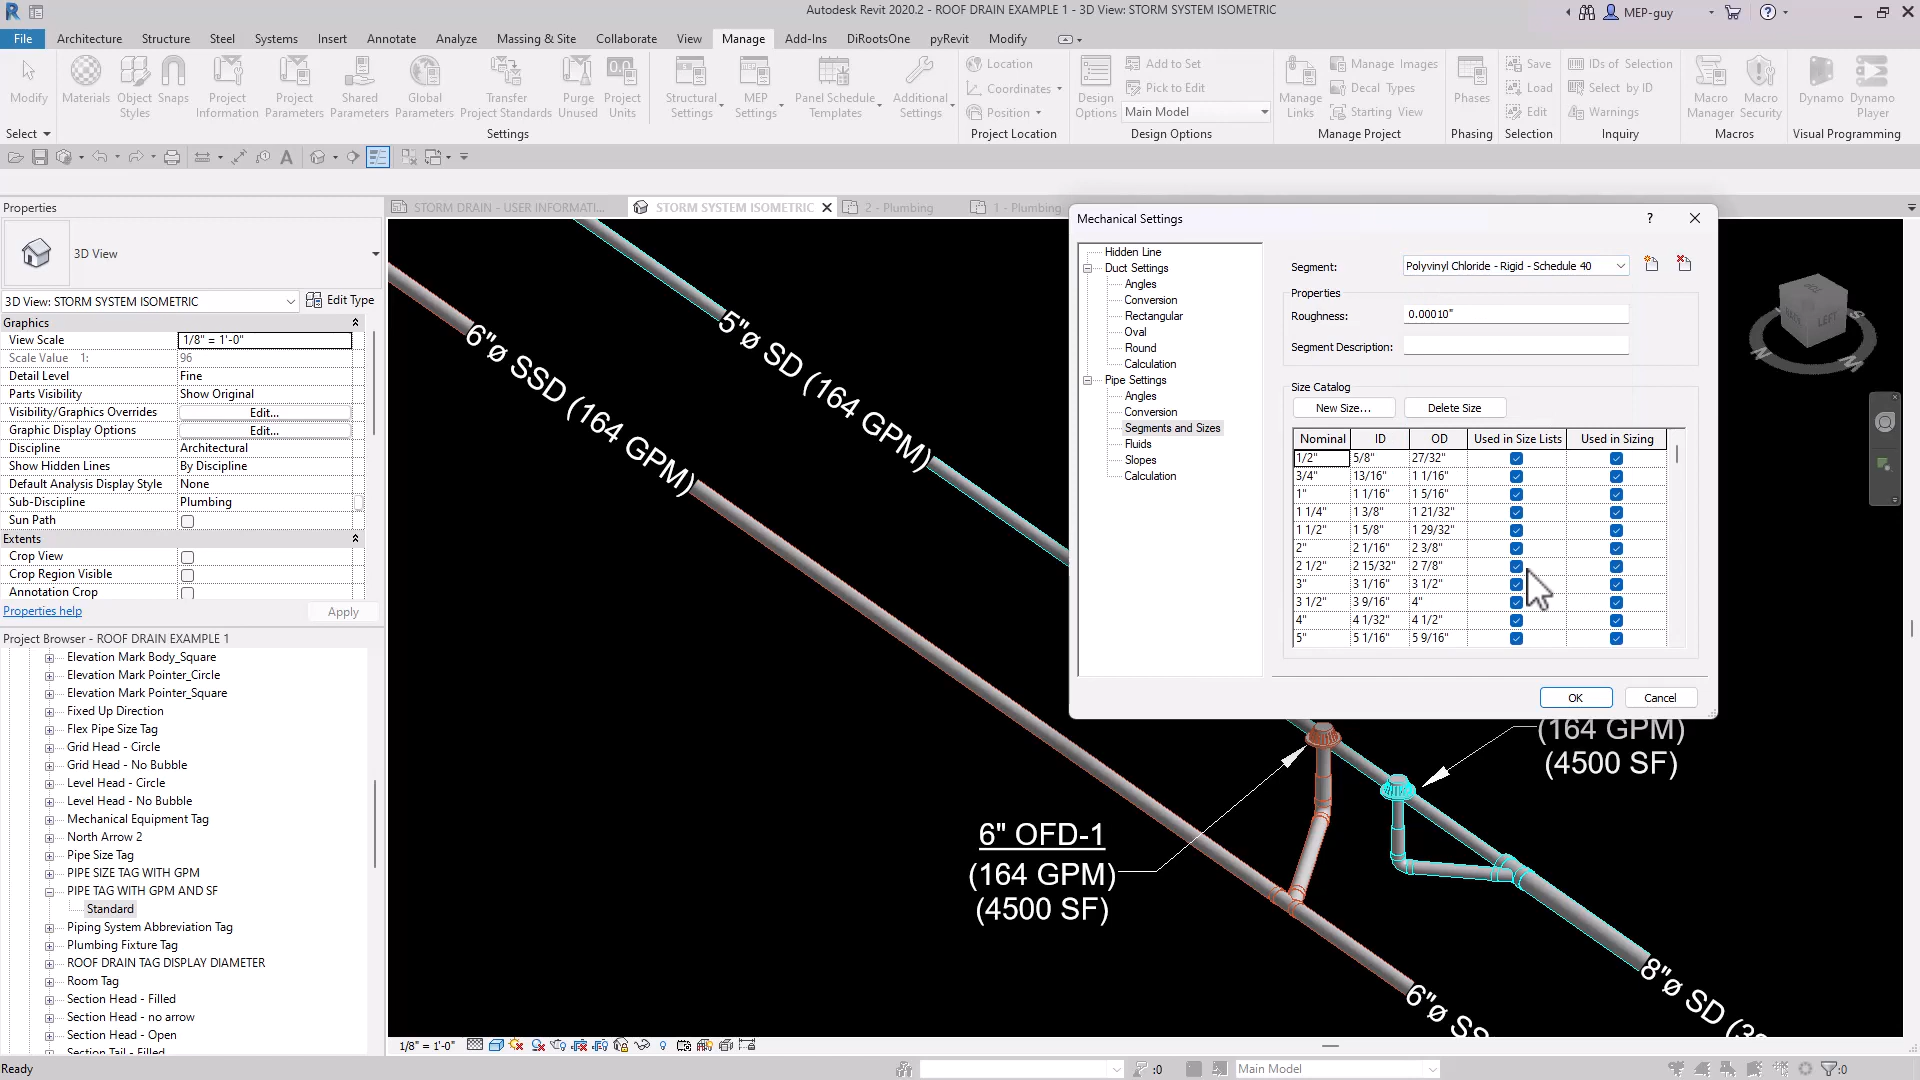 Autodesk Revit 2020.2 - ROOF DRAIN EXAMPLE 1 - 3D View: STORM SYSTEM ISOMETRIC
MEP-guy
File Architecture Structure Steel Systems Insert Annotate Analyze Massing & Site Collaborate View Manage Add-Ins DiRootsOne pyRevit Modify
Modify
Materials
Object Styles
Snaps
Project Information
Project Parameters
Shared Parameters
Global Parameters
Transfer Project Standards
Purge Unused
Project Units
Structural Settings
MEP Settings
Panel Schedule Templates
Additional Settings
Location
Coordinates
Position
Design Options
Add to Set
Pick to Edit
Main Model
Manage Links
Manage Images
Decal Types
Starting View
Phases
Save
Load
Edit
IDs of Selection
Select by ID
Warnings
Macro Manager
Macro Security
Dynamo
Dynamo Player
Select
Settings
Project Location
Design Options
Manage Project
Phasing
Selection
Inquiry
Macros
Visual Programming
Properties
STORM DRAIN - USER INFORMATI...
STORM SYSTEM ISOMETRIC
2 - Plumbing
1 - Plumbing
3D View
3D View: STORM SYSTEM ISOMETRIC
Edit Type
Graphics
View Scale 1/8" = 1'-0"
Scale Value 1: 96
Detail Level Fine
Parts Visibility Show Original
Visibility/Graphics Overrides Edit...
Graphic Display Options Edit...
Discipline Architectural
Show Hidden Lines By Discipline
Default Analysis Display Style None
Sub-Discipline Plumbing
Sun Path
Extents
Crop View
Crop Region Visible
Annotation Crop
Properties help
Apply
Project Browser - ROOF DRAIN EXAMPLE 1
Elevation Mark Body_Square
Elevation Mark Pointer_Circle
Elevation Mark Pointer_Square
Fixed Up Direction
Flex Pipe Size Tag
Grid Head - Circle
Grid Head - No Bubble
Level Head - Circle
Level Head - No Bubble
Mechanical Equipment Tag
North Arrow 2
Pipe Size Tag
PIPE SIZE TAG WITH GPM
PIPE TAG WITH GPM AND SF
Standard
Piping System Abbreviation Tag
Plumbing Fixture Tag
ROOF DRAIN TAG DISPLAY DIAMETER
Room Tag
Section Head - Filled
Section Head - no arrow
Section Head - Open
Section Tail - Filled
6"ø SSD (164 GPM)
5"ø SD (164 GPM)
Mechanical Settings
Hidden Line
Duct Settings
Angles
Conversion
Rectangular
Oval
Round
Calculation
Pipe Settings
Angles
Conversion
Segments and Sizes
Fluids
Slopes
Calculation
Segment: Polyvinyl Chloride - Rigid - Schedule 40
Properties
Roughness: 0.00010"
Segment Description:
Size Catalog
New Size...
Delete Size
Nominal ID OD Used in Size Lists Used in Sizing
1/2" 5/8" 27/32"
3/4" 13/16" 1 1/16"
1" 1 1/16" 1 5/16"
1 1/4" 1 3/8" 1 21/32"
1 1/2" 1 5/8" 1 29/32"
2" 2 1/16" 2 3/8"
2 1/2" 2 15/32" 2 7/8"
3" 3 1/16" 3 1/2"
3 1/2" 3 9/16" 4"
4" 4 1/32" 4 1/2"
5" 5 1/16" 5 9/16"
OK
Cancel
BACK
LEFT
(164 GPM)
(4500 SF)
6" OFD-1
(164 GPM)
(4500 SF)
8"ø SD
6"ø
1/8" = 1'-0"
Ready
:0
Main Model
:0